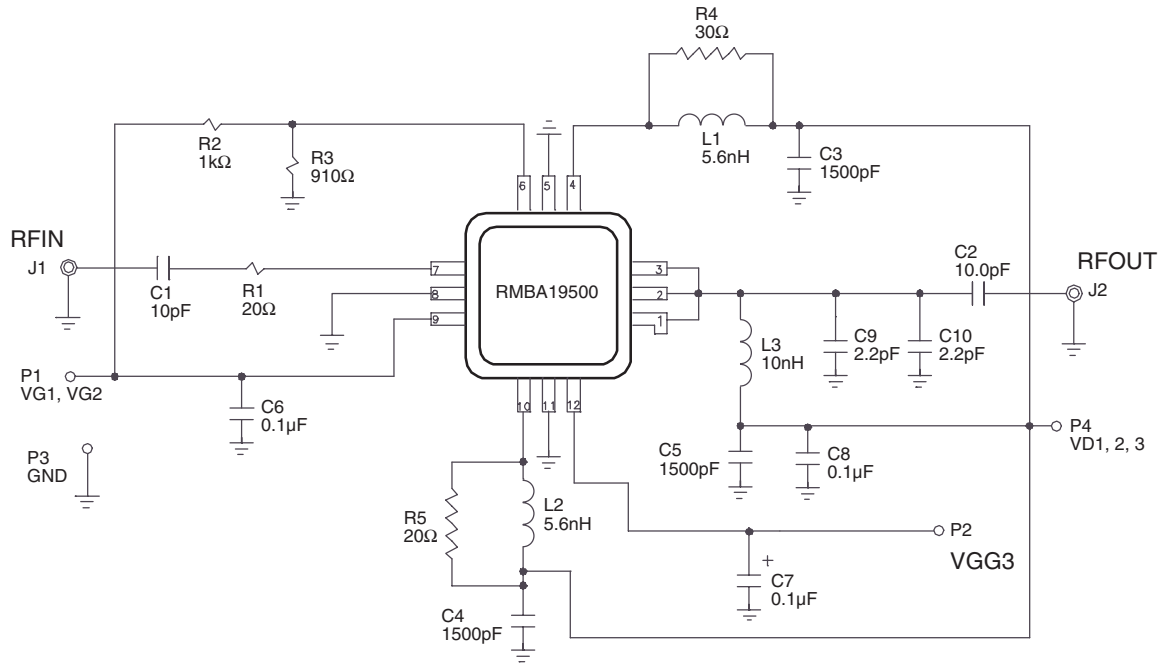 R4
30Ω
R2
1kΩ
R3
910Ω
L1
5.6nH
C3
1500pF
6
5
4
RFIN
J1
C1
10pF
R1
20Ω
7
8
9
RMBA19500
3
2
1
C2
10.0pF
RFOUT
J2
L3
10nH
C9
2.2pF
C10
2.2pF
P1
VG1, VG2
C6
0.1µF
10
11
12
P3
GND
C5
1500pF
C8
0.1µF
P4
VD1, 2, 3
R5
20Ω
L2
5.6nH
P2
VGG3
+
C7
0.1µF
C4
1500pF